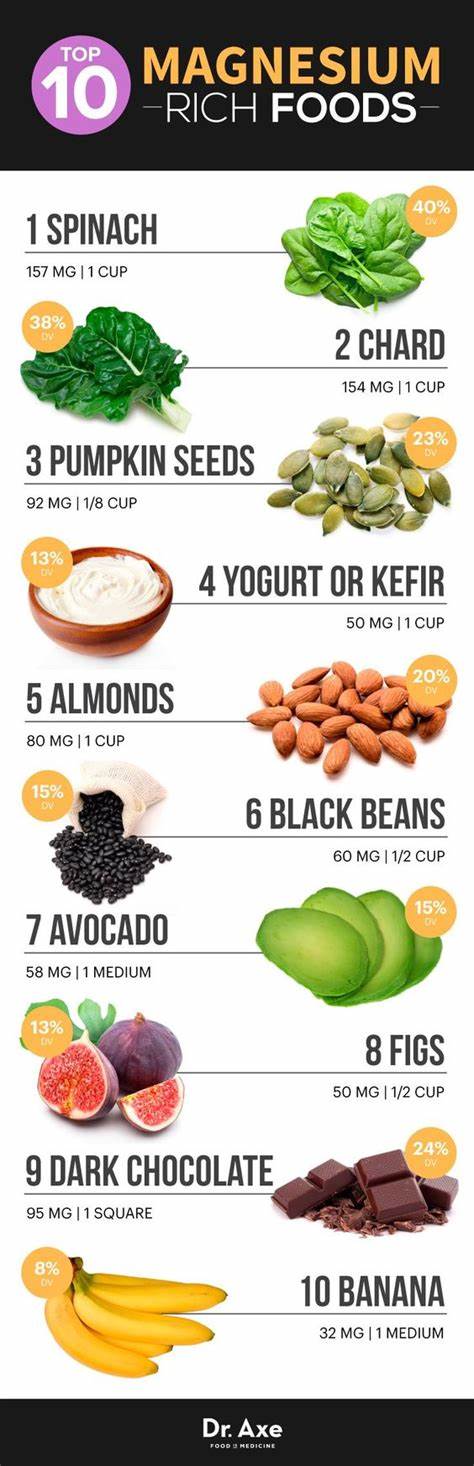 TOP
10
MAGNESIUM
RICH FOODS
1 SPINACH
157 MG | 1 CUP
40%
DV
38%
DV
2 CHARD
154 MG | 1 CUP
3 PUMPKIN SEEDS
92 MG | 1/8 CUP
23%
DV
13%
DV
4 YOGURT OR KEFIR
50 MG | 1 CUP
5 ALMONDS
80 MG | 1 CUP
20%
DV
15%
DV
6 BLACK BEANS
60 MG | 1/2 CUP
7 AVOCADO
58 MG | 1 MEDIUM
15%
DV
13%
DV
8 FIGS
50 MG | 1/2 CUP
9 DARK CHOCOLATE
95 MG | 1 SQUARE
24%
DV
8%
DV
10 BANANA
32 MG | 1 MEDIUM
Dr. Axe
FOOD IS MEDICINE